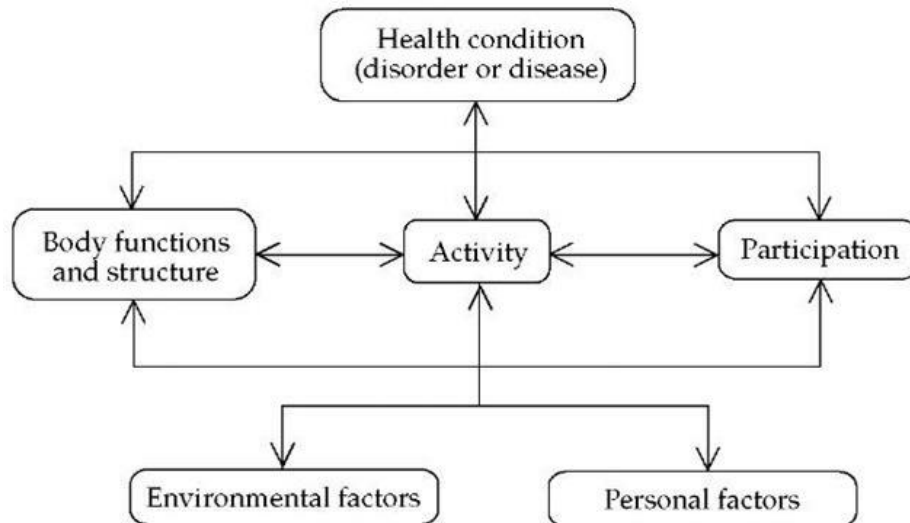 Health condition
(disorder or disease)
Body functions
and structure
Activity
Participation
Environmental factors
Personal factors